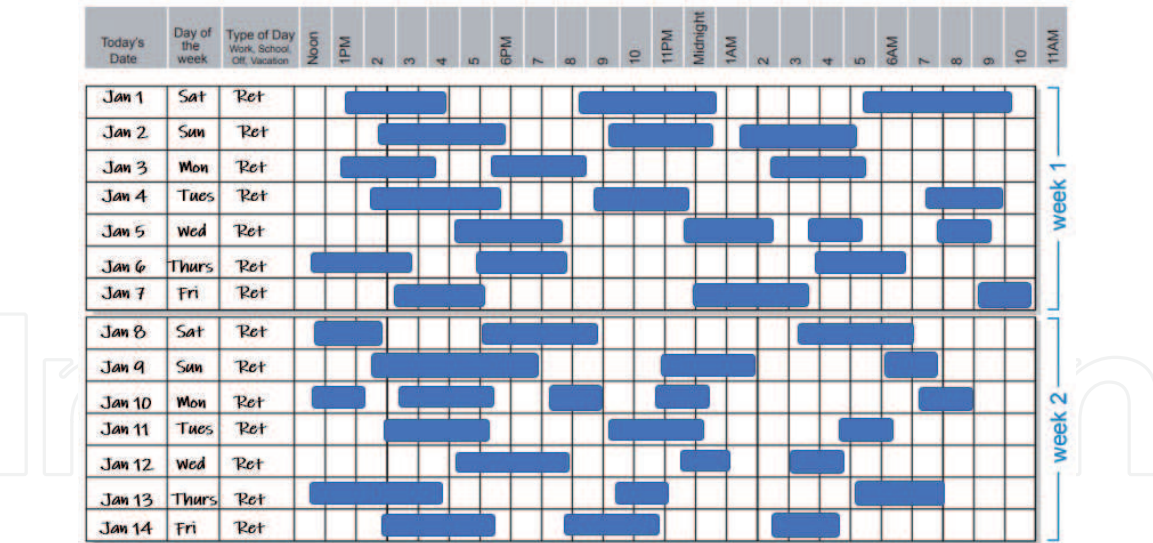 Today's Date Day of the week Type of Day Work, School, Off, Vacation Noon 1PM 2 3 4 5 6PM 7 8 9 10 11PM Midnight 1AM 2 3 4 5 6AM 7 8 9 10 11AM
Jan 1 Sat Ret
Jan 2 Sun Ret
Jan 3 Mon Ret
Jan 4 Tues Ret
Jan 5 Wed Ret
Jan 6 Thurs Ret
Jan 7 Fri Ret
week 1
Jan 8 Sat Ret
Jan 9 Sun Ret
Jan 10 Mon Ret
Jan 11 Tues Ret
Jan 12 Wed Ret
Jan 13 Thurs Ret
Jan 14 Fri Ret
week 2